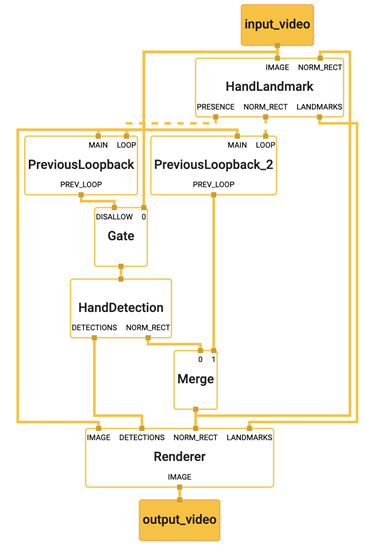 input_video
IMAGE NORM_RECT
HandLandmark
PRESENCE NORM_RECT LANDMARKS
MAIN LOOP MAIN LOOP
PreviousLoopback PreviousLoopback_2
PREV_LOOP PREV_LOOP
DISALLOW 0
Gate
HandDetection
DETECTIONS NORM_RECT
0 1
Merge
IMAGE DETECTIONS NORM_RECT LANDMARKS
Renderer
IMAGE
output_video